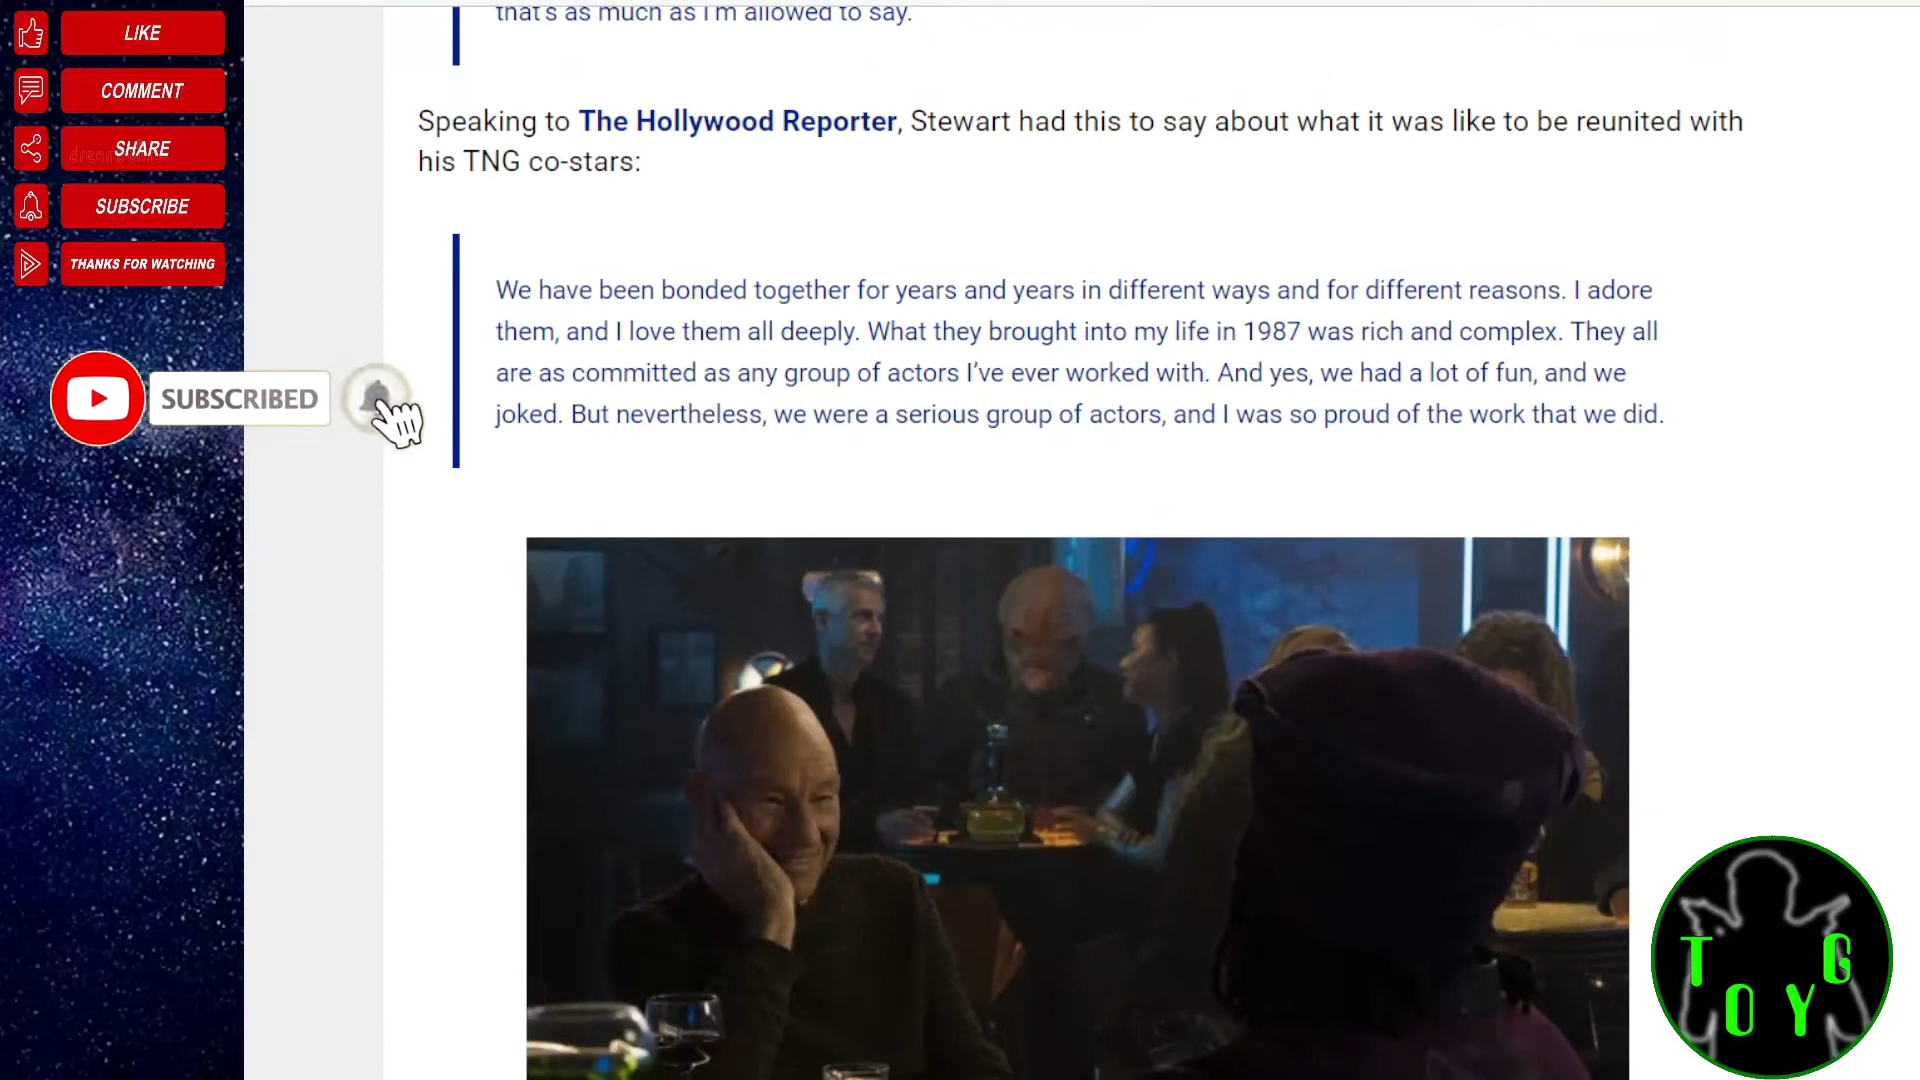 LIKE
COMMENT
SHARE
SUBSCRIBE
THANKS FOR WATCHING
SUBSCRIBED
that's as much as I'm allowed to say.
Speaking to The Hollywood Reporter, Stewart had this to say about what it was like to be reunited with
his TNG co-stars:
We have been bonded together for years and years in different ways and for different reasons. I adore
them, and I love them all deeply. What they brought into my life in 1987 was rich and complex. They all
are as committed as any group of actors I've ever worked with. And yes, we had a lot of fun, and we
joked. But nevertheless, we were a serious group of actors, and I was so proud of the work that we did.
T G
O Y